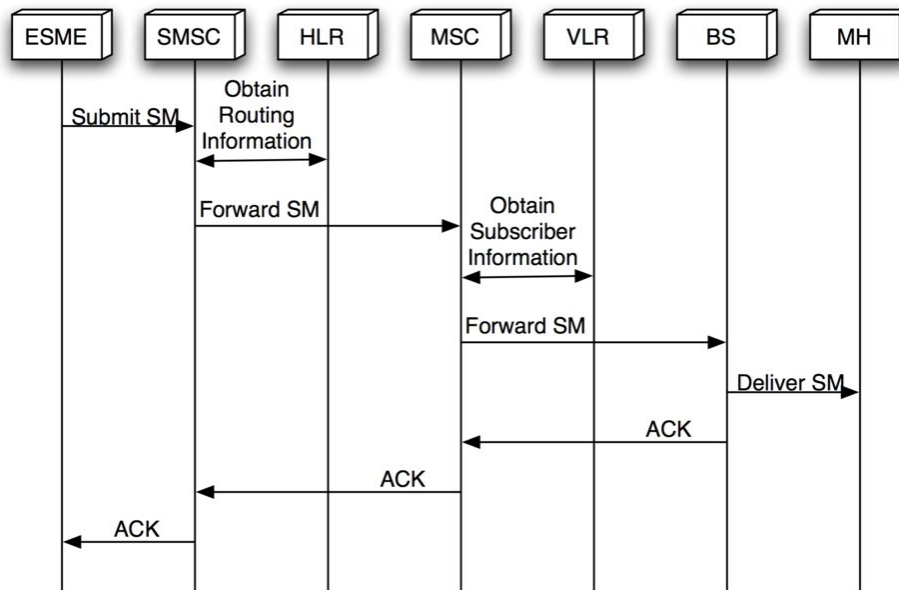 ESME SMSC HLR MSC VLR BS MH
Submit SM
Obtain
Routing
Information
Forward SM
Obtain
Subscriber
Information
Forward SM
Deliver SM
ACK
ACK
ACK